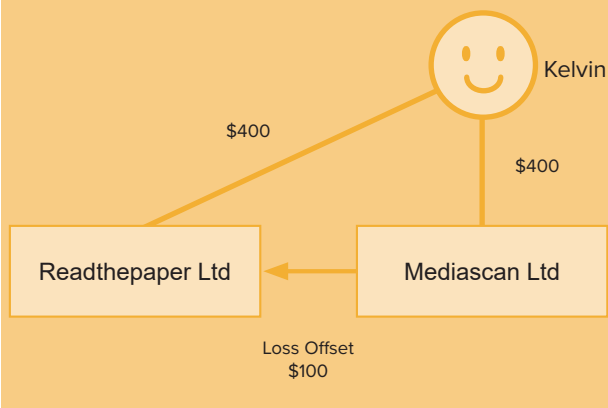 Kelvin
$400
$400
Readthepaper Ltd
Mediascan Ltd
Loss Offset
$100